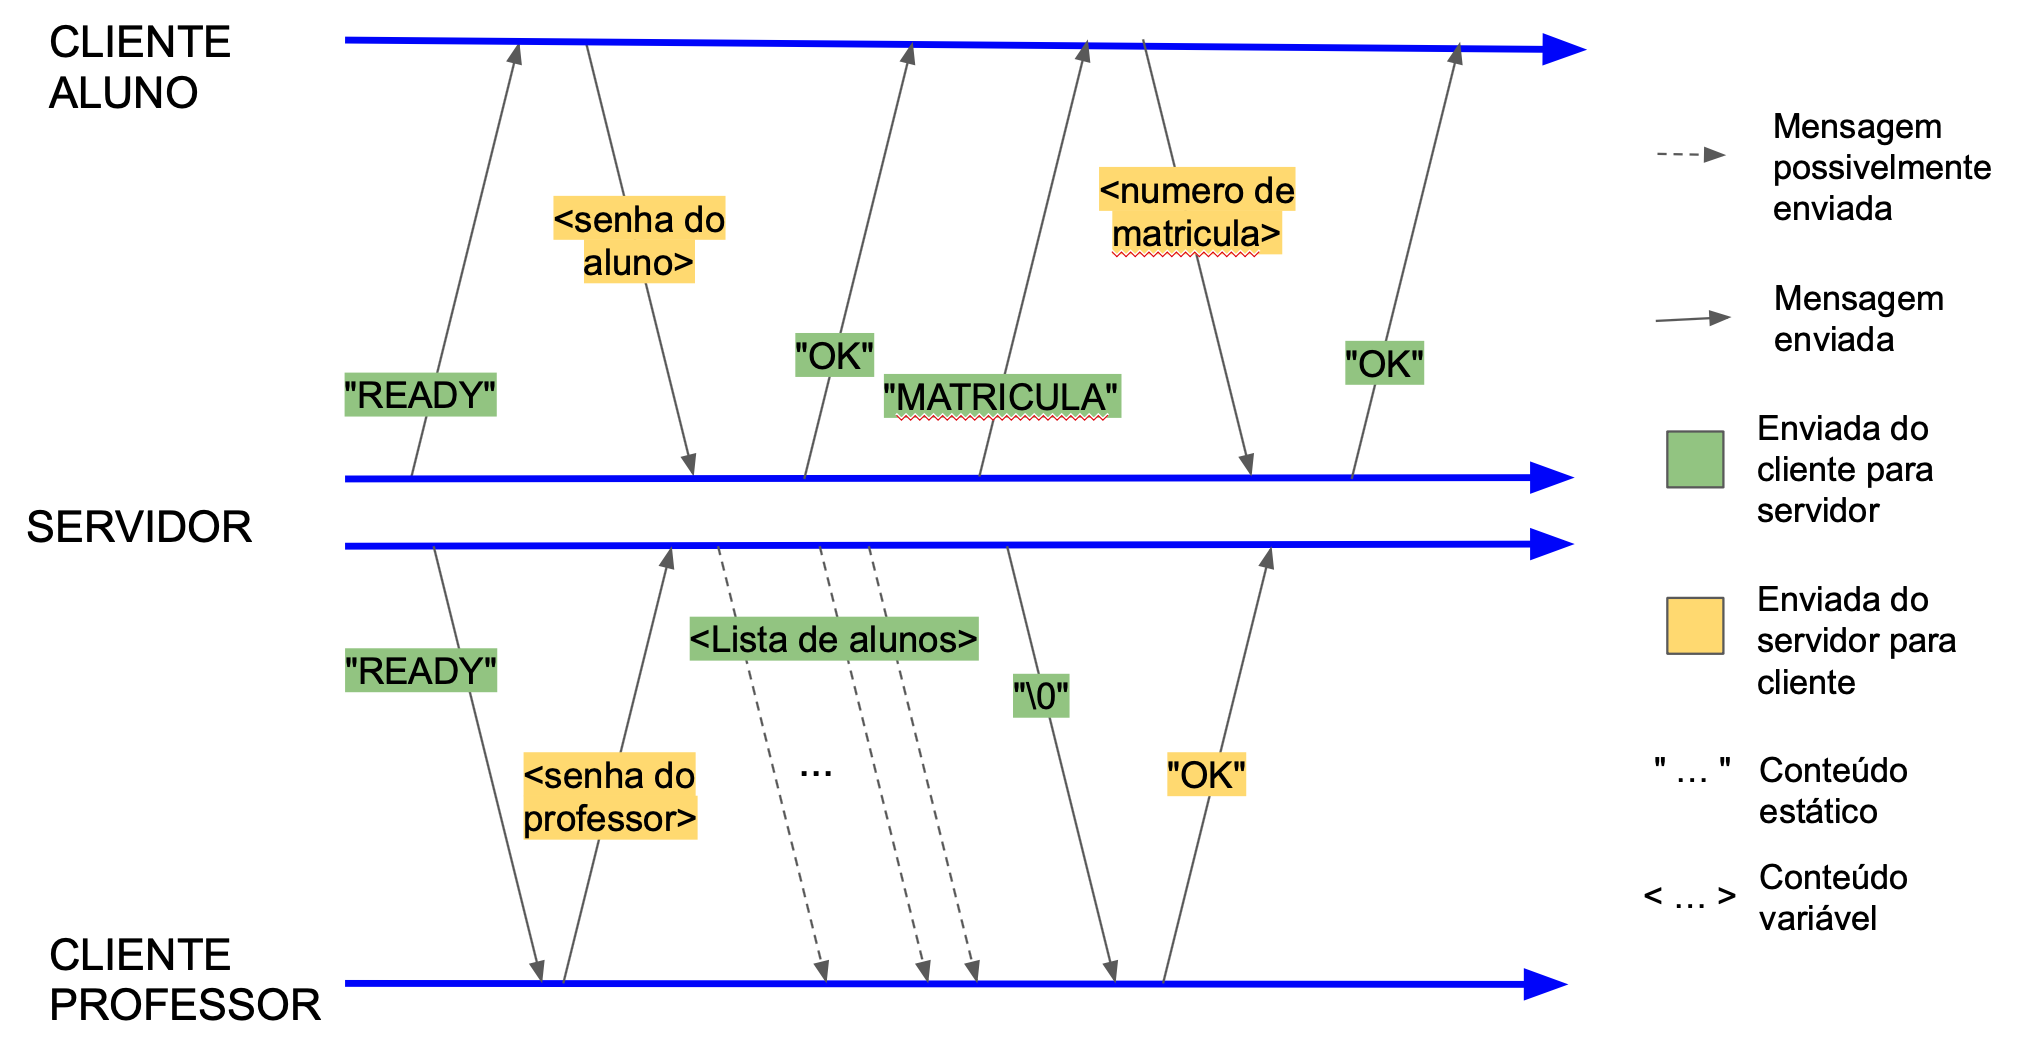 CLIENTE
ALUNO
<senha do
aluno>
<numero de
matricula>
"OK"
"OK"
"READY"
"MATRICULA"
SERVIDOR
<Lista de alunos>
"READY"
"\0"
<senha do
professor>
...
"OK"
CLIENTE
PROFESSOR
Mensagem
possivelmente
enviada
Mensagem
enviada
Enviada do
cliente para
servidor
Enviada do
servidor para
cliente
" ... " Conteúdo
estático
< ... > Conteúdo
variável